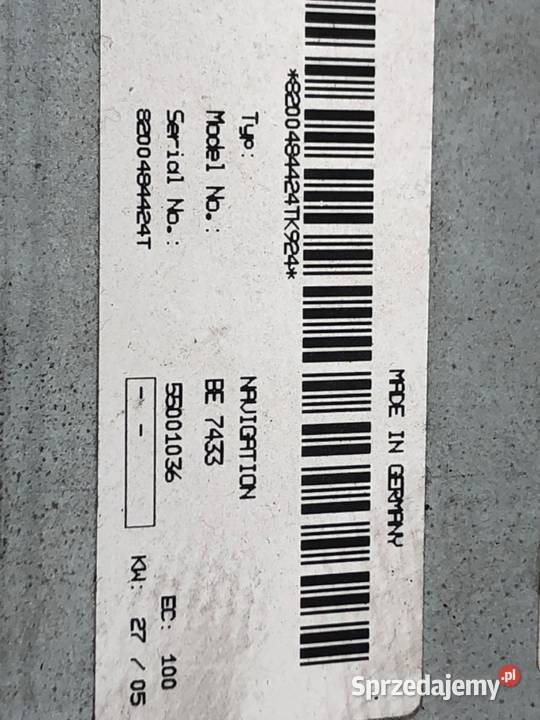 MADE IN GERMANY
*8200484424TK924*
Typ: NAVIGATION
Model No.: BE 7433
Serial No.: 55001036 EC: 100
8200484424T - - KW: 27 / 05
Sprzedajemy.pl